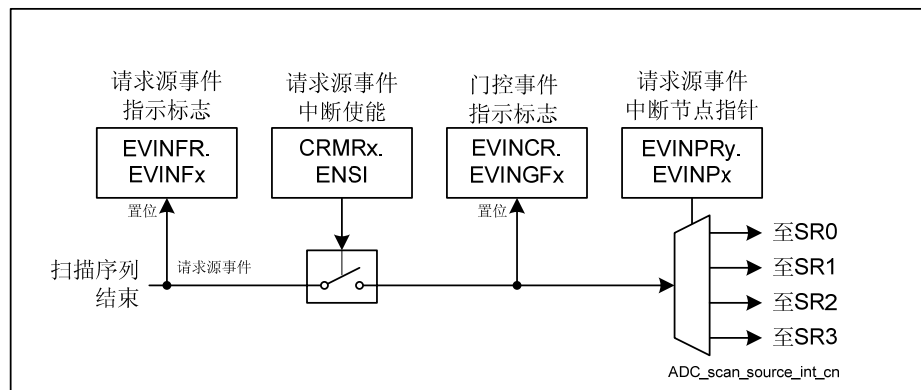 请求源事件
指示标志
请求源事件
中断使能
门控事件
指示标志
请求源事件
中断节点指针
EVINFR.
EVINFx
CRMRx.
ENSI
EVINCR.
EVINGFx
EVINPRy.
EVINPx
置位
置位
扫描序列
结束
请求源事件
至SR0
至SR1
至SR2
至SR3
ADC_scan_source_int_cn